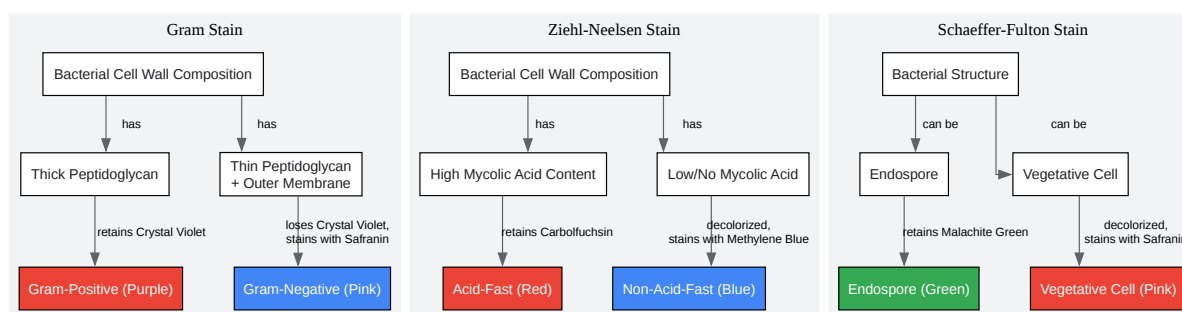 Gram Stain
Bacterial Cell Wall Composition
has
has
Thick Peptidoglycan
Thin Peptidoglycan
+ Outer Membrane
retains Crystal Violet
loses Crystal Violet,
stains with Safranin
Gram-Positive (Purple)
Gram-Negative (Pink)
Ziehl-Neelsen Stain
Bacterial Cell Wall Composition
has
has
High Mycolic Acid Content
Low/No Mycolic Acid
retains Carbolfuchsin
decolorized,
stains with Methylene Blue
Acid-Fast (Red)
Non-Acid-Fast (Blue)
Schaeffer-Fulton Stain
Bacterial Structure
can be
can be
Endospore
Vegetative Cell
retains Malachite Green
decolorized,
stains with Safrani
Endospore (Green)
Vegetative Cell (Pink)